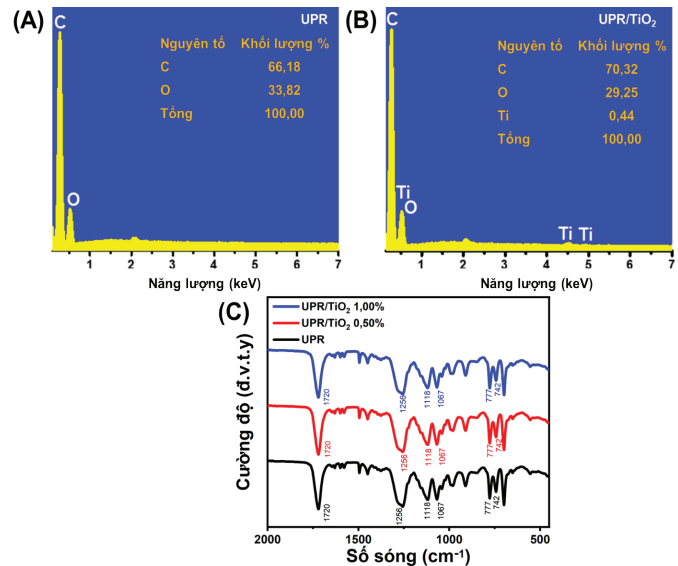 (A)
UPR
C
Nguyên tố Khối lượng %
C 66,18
O 33,82
Tổng 100,00
O
1 2 3 4 5 6 7
Năng lượng (keV)
(B)
UPR/TiO₂
C
Nguyên tố Khối lượng %
C 70,32
O 29,25
Ti 0,44
Tổng 100,00
Ti
O
Ti Ti
1 2 3 4 5 6 7
Năng lượng (keV)
(C)
UPR/TiO₂ 1,00%
UPR/TiO₂ 0,50%
UPR
Cường độ (đ.v.t.y)
1720 1256 1118 1067 777 742
1720 1256 1118 1067 777 742
1720 1256 1118 1067 777 742
2000 1500 1000 500
Số sóng (cm⁻¹)